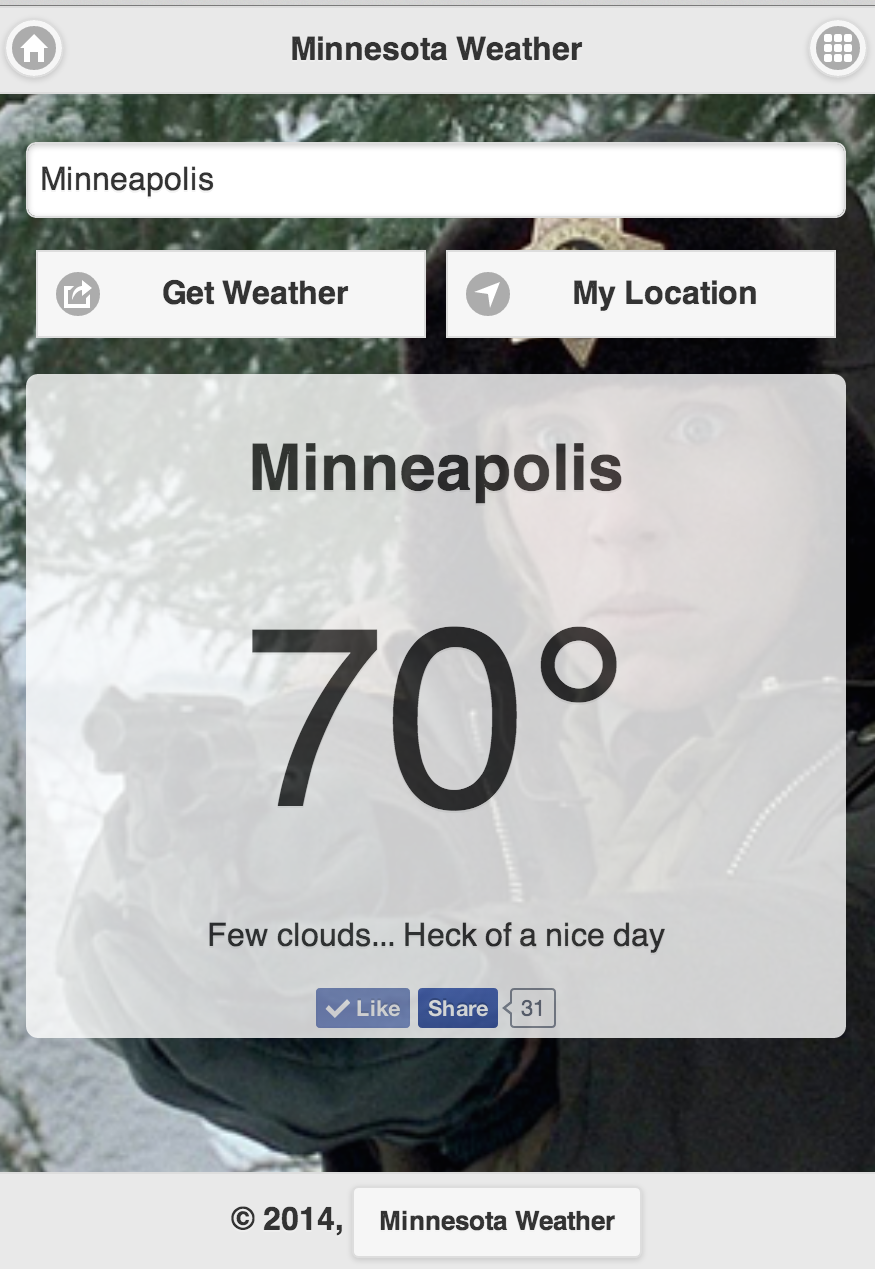 Minnesota Weather
Minneapolis
Get Weather
My Location
Minneapolis
70°
Few clouds... Heck of a nice day
Like Share 31
© 2014, Minnesota Weather